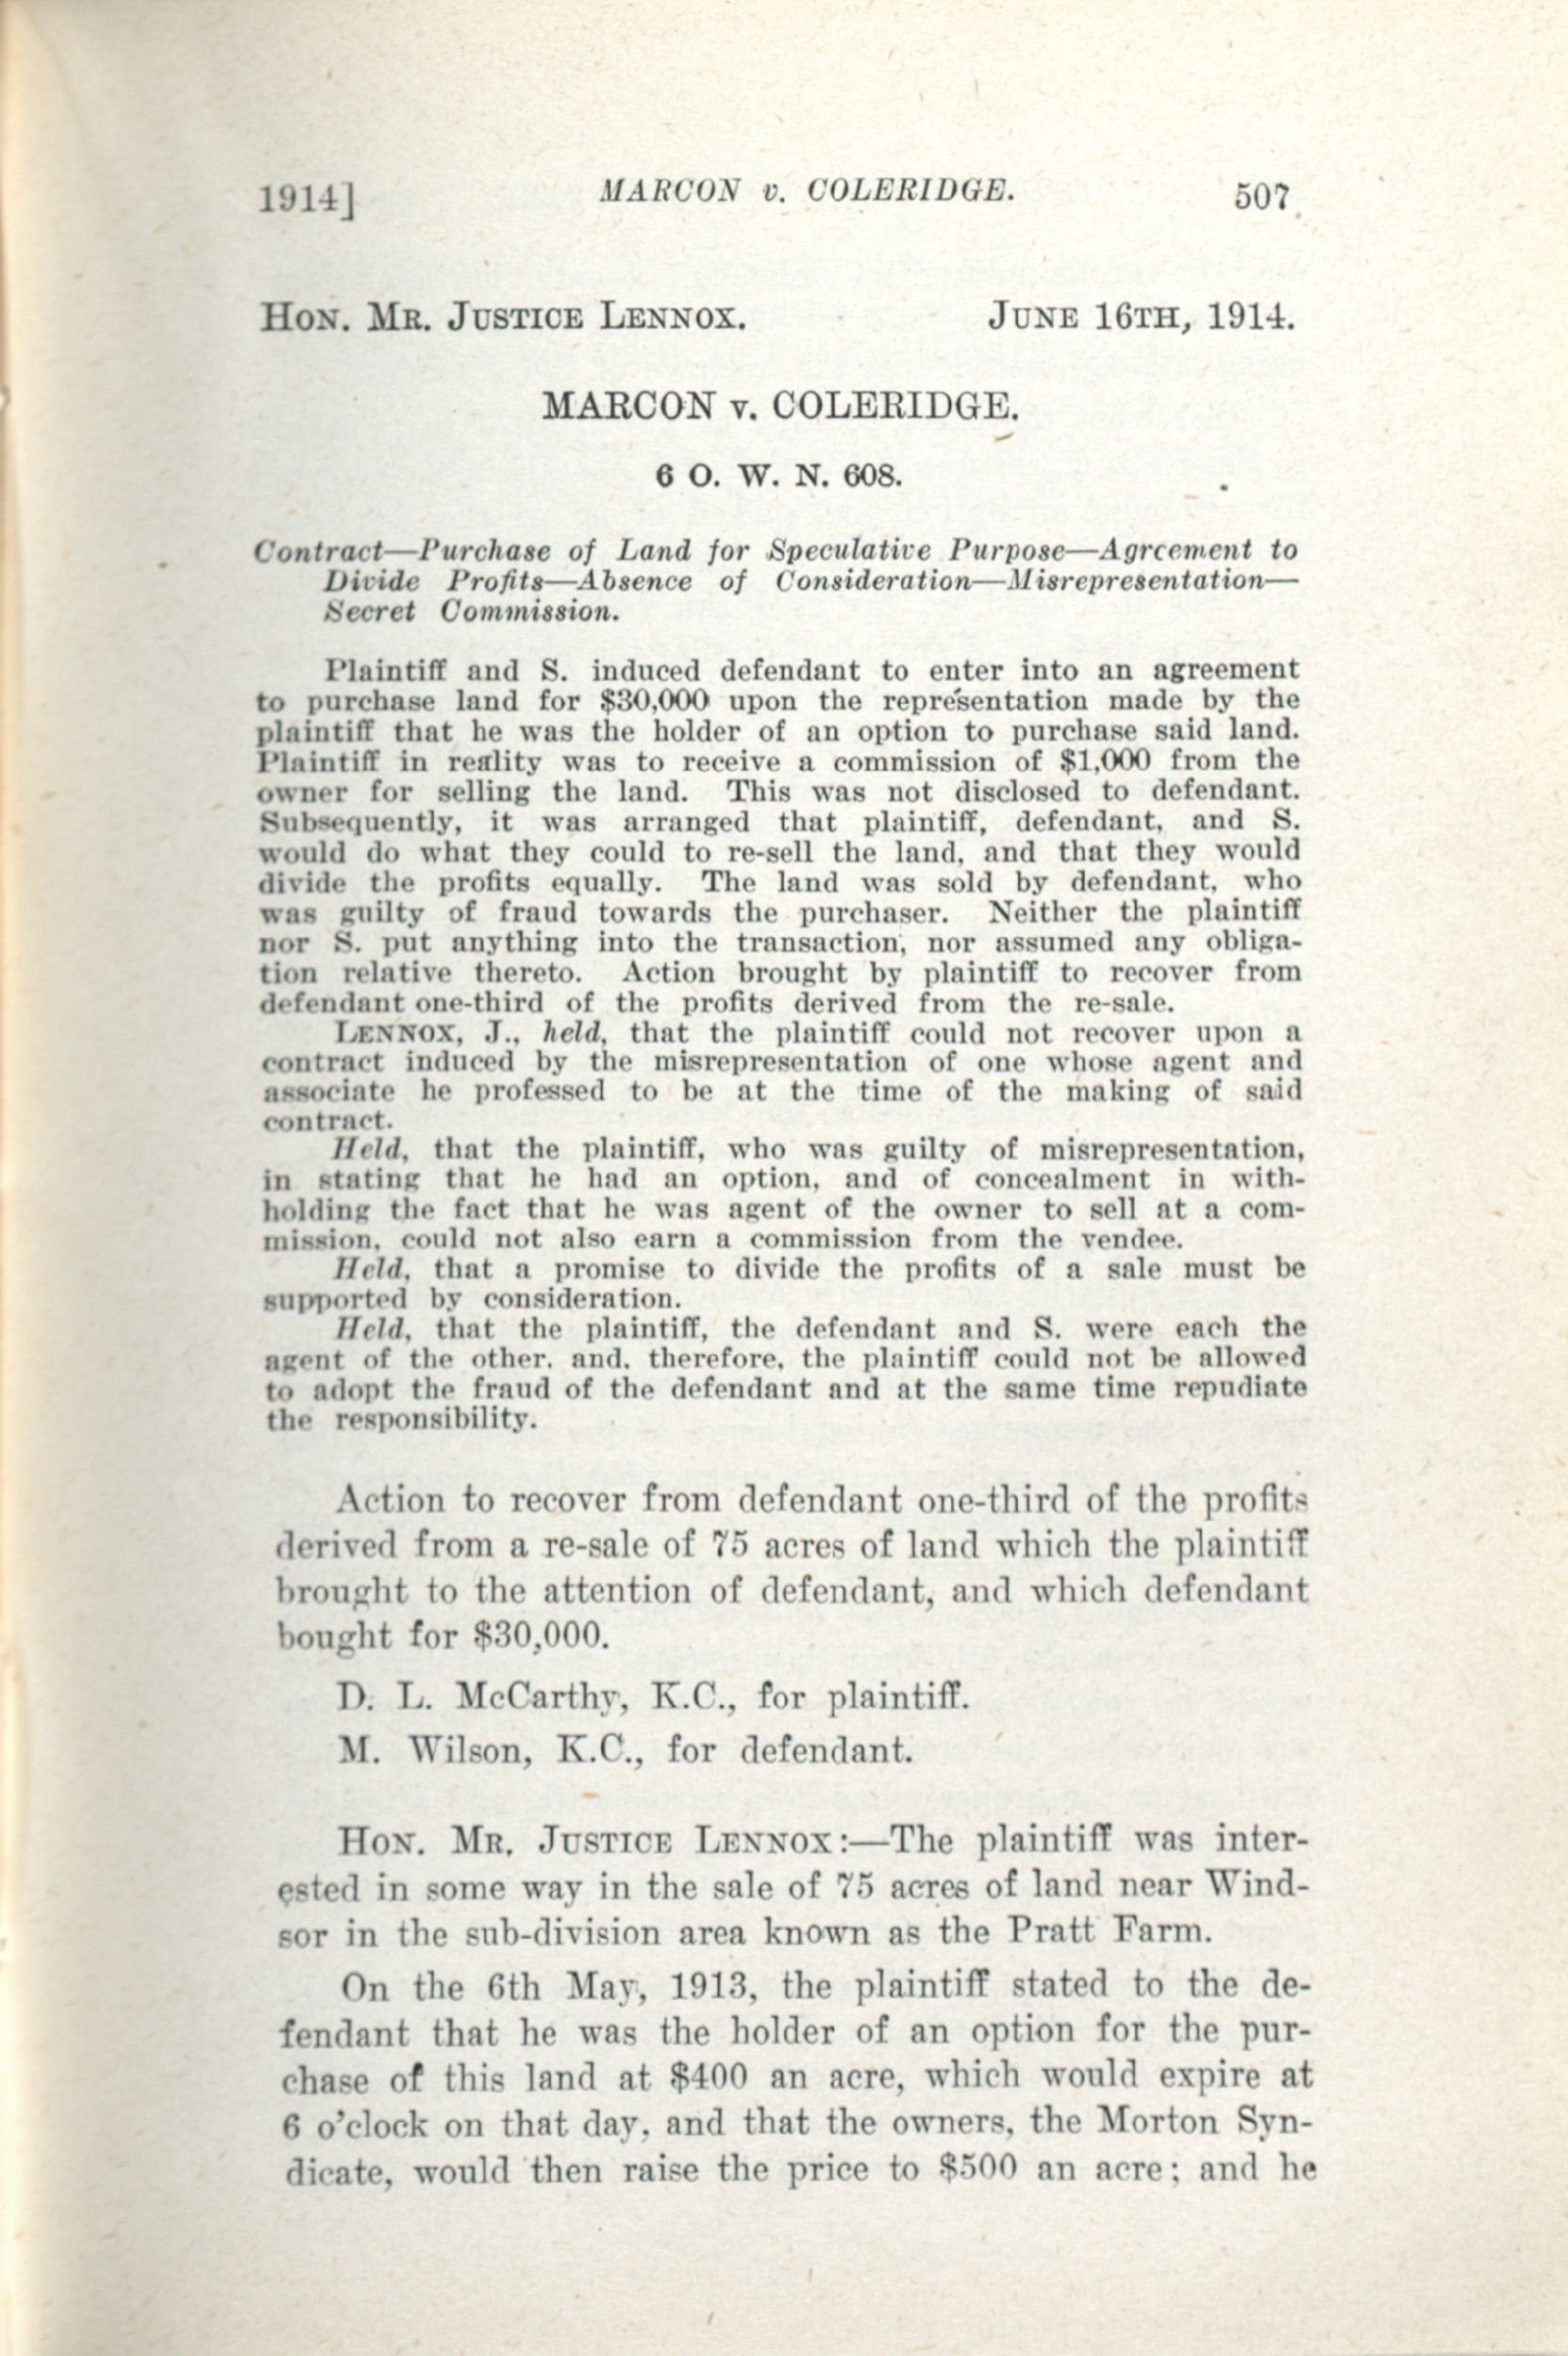 1914] MARCON v. COLERIDGE. 507
HON. MR. JUSTICE LENNOX. JUNE 16TH, 1914.
MARCON v. COLERIDGE.
6 O. W. N. 608.
Contract—Purchase of Land for Speculative Purpose—Agreement to
Divide Profits—Absence of Consideration—Misrepresentation—
Secret Commission.
Plaintiff and S. induced defendant to enter into an agreement
to purchase land for $30,000 upon the representation made by the
plaintiff that he was the holder of an option to purchase said land.
Plaintiff in reality was to receive a commission of $1,000 from the
owner for selling the land. This was not disclosed to defendant.
Subsequently, it was arranged that plaintiff, defendant, and S.
would do what they could to re-sell the land, and that they would
divide the profits equally. The land was sold by defendant, who
was guilty of fraud towards the purchaser. Neither the plaintiff
nor S. put anything into the transaction, nor assumed any obliga-
tion relative thereto. Action brought by plaintiff to recover from
defendant one-third of the profits derived from the re-sale.
LENNOX, J., held, that the plaintiff could not recover upon a
contract induced by the misrepresentation of one whose agent and
associate he professed to be at the time of the making of said
contract.
Held, that the plaintiff, who was guilty of misrepresentation,
in stating that he had an option, and of concealment in with-
holding the fact that he was agent of the owner to sell at a com-
mission, could not also earn a commission from the vendee.
Held, that a promise to divide the profits of a sale must be
supported by consideration.
Held, that the plaintiff, the defendant and S. were each the
agent of the other. and. therefore, the plaintiff could not be allowed
to adopt the fraud of the defendant and at the same time repudiate
the responsibility.
Action to recover from defendant one-third of the profits
derived from a re-sale of 75 acres of land which the plaintiff
brought to the attention of defendant, and which defendant
bought for $30,000.
D. L. McCarthy, K.C., for plaintiff.
M. Wilson, K.C., for defendant.
HON. MR. JUSTICE LENNOX:—The plaintiff was inter-
ested in some way in the sale of 75 acres of land near Wind-
sor in the sub-division area known as the Pratt Farm.
On the 6th May, 1913, the plaintiff stated to the de-
fendant that he was the holder of an option for the pur-
chase of this land at $400 an acre, which would expire at
6 o'clock on that day, and that the owners, the Morton Syn-
dicate, would then raise the price to $500 an acre; and he